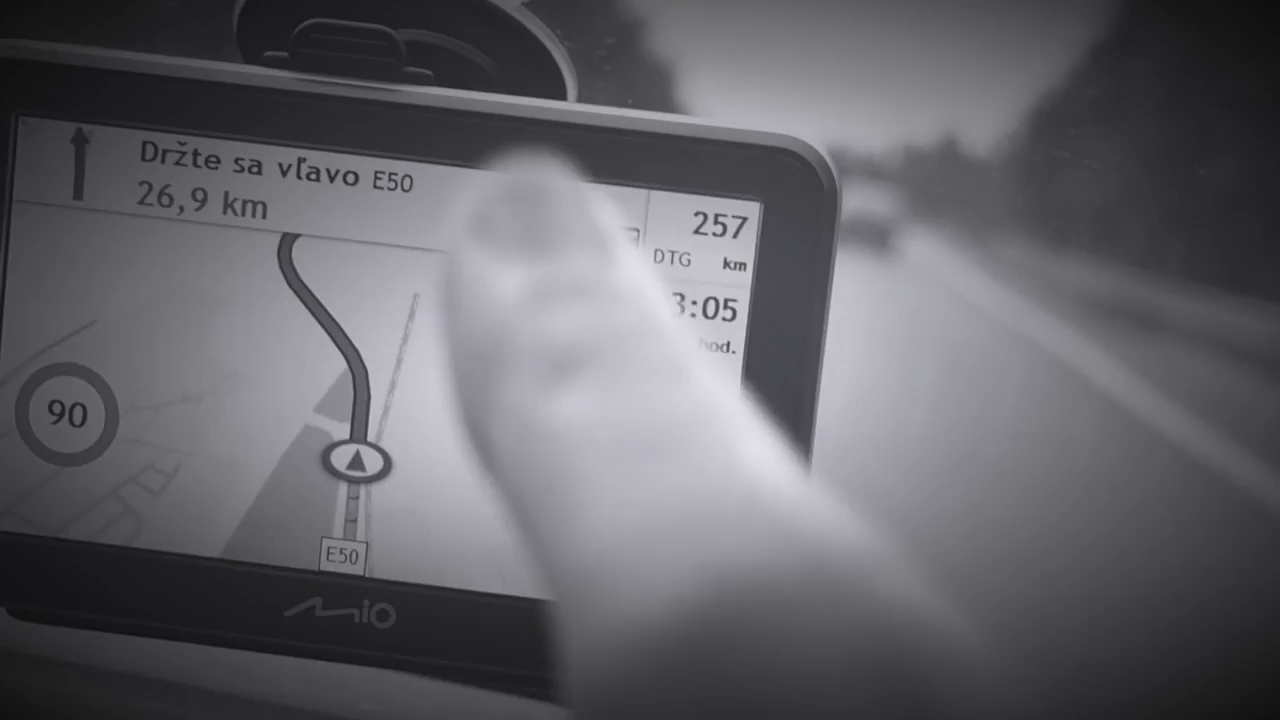 Držte sa vľavo E50
26,9 km
257
DTG km
3:05
hod.
90
E50
Mio